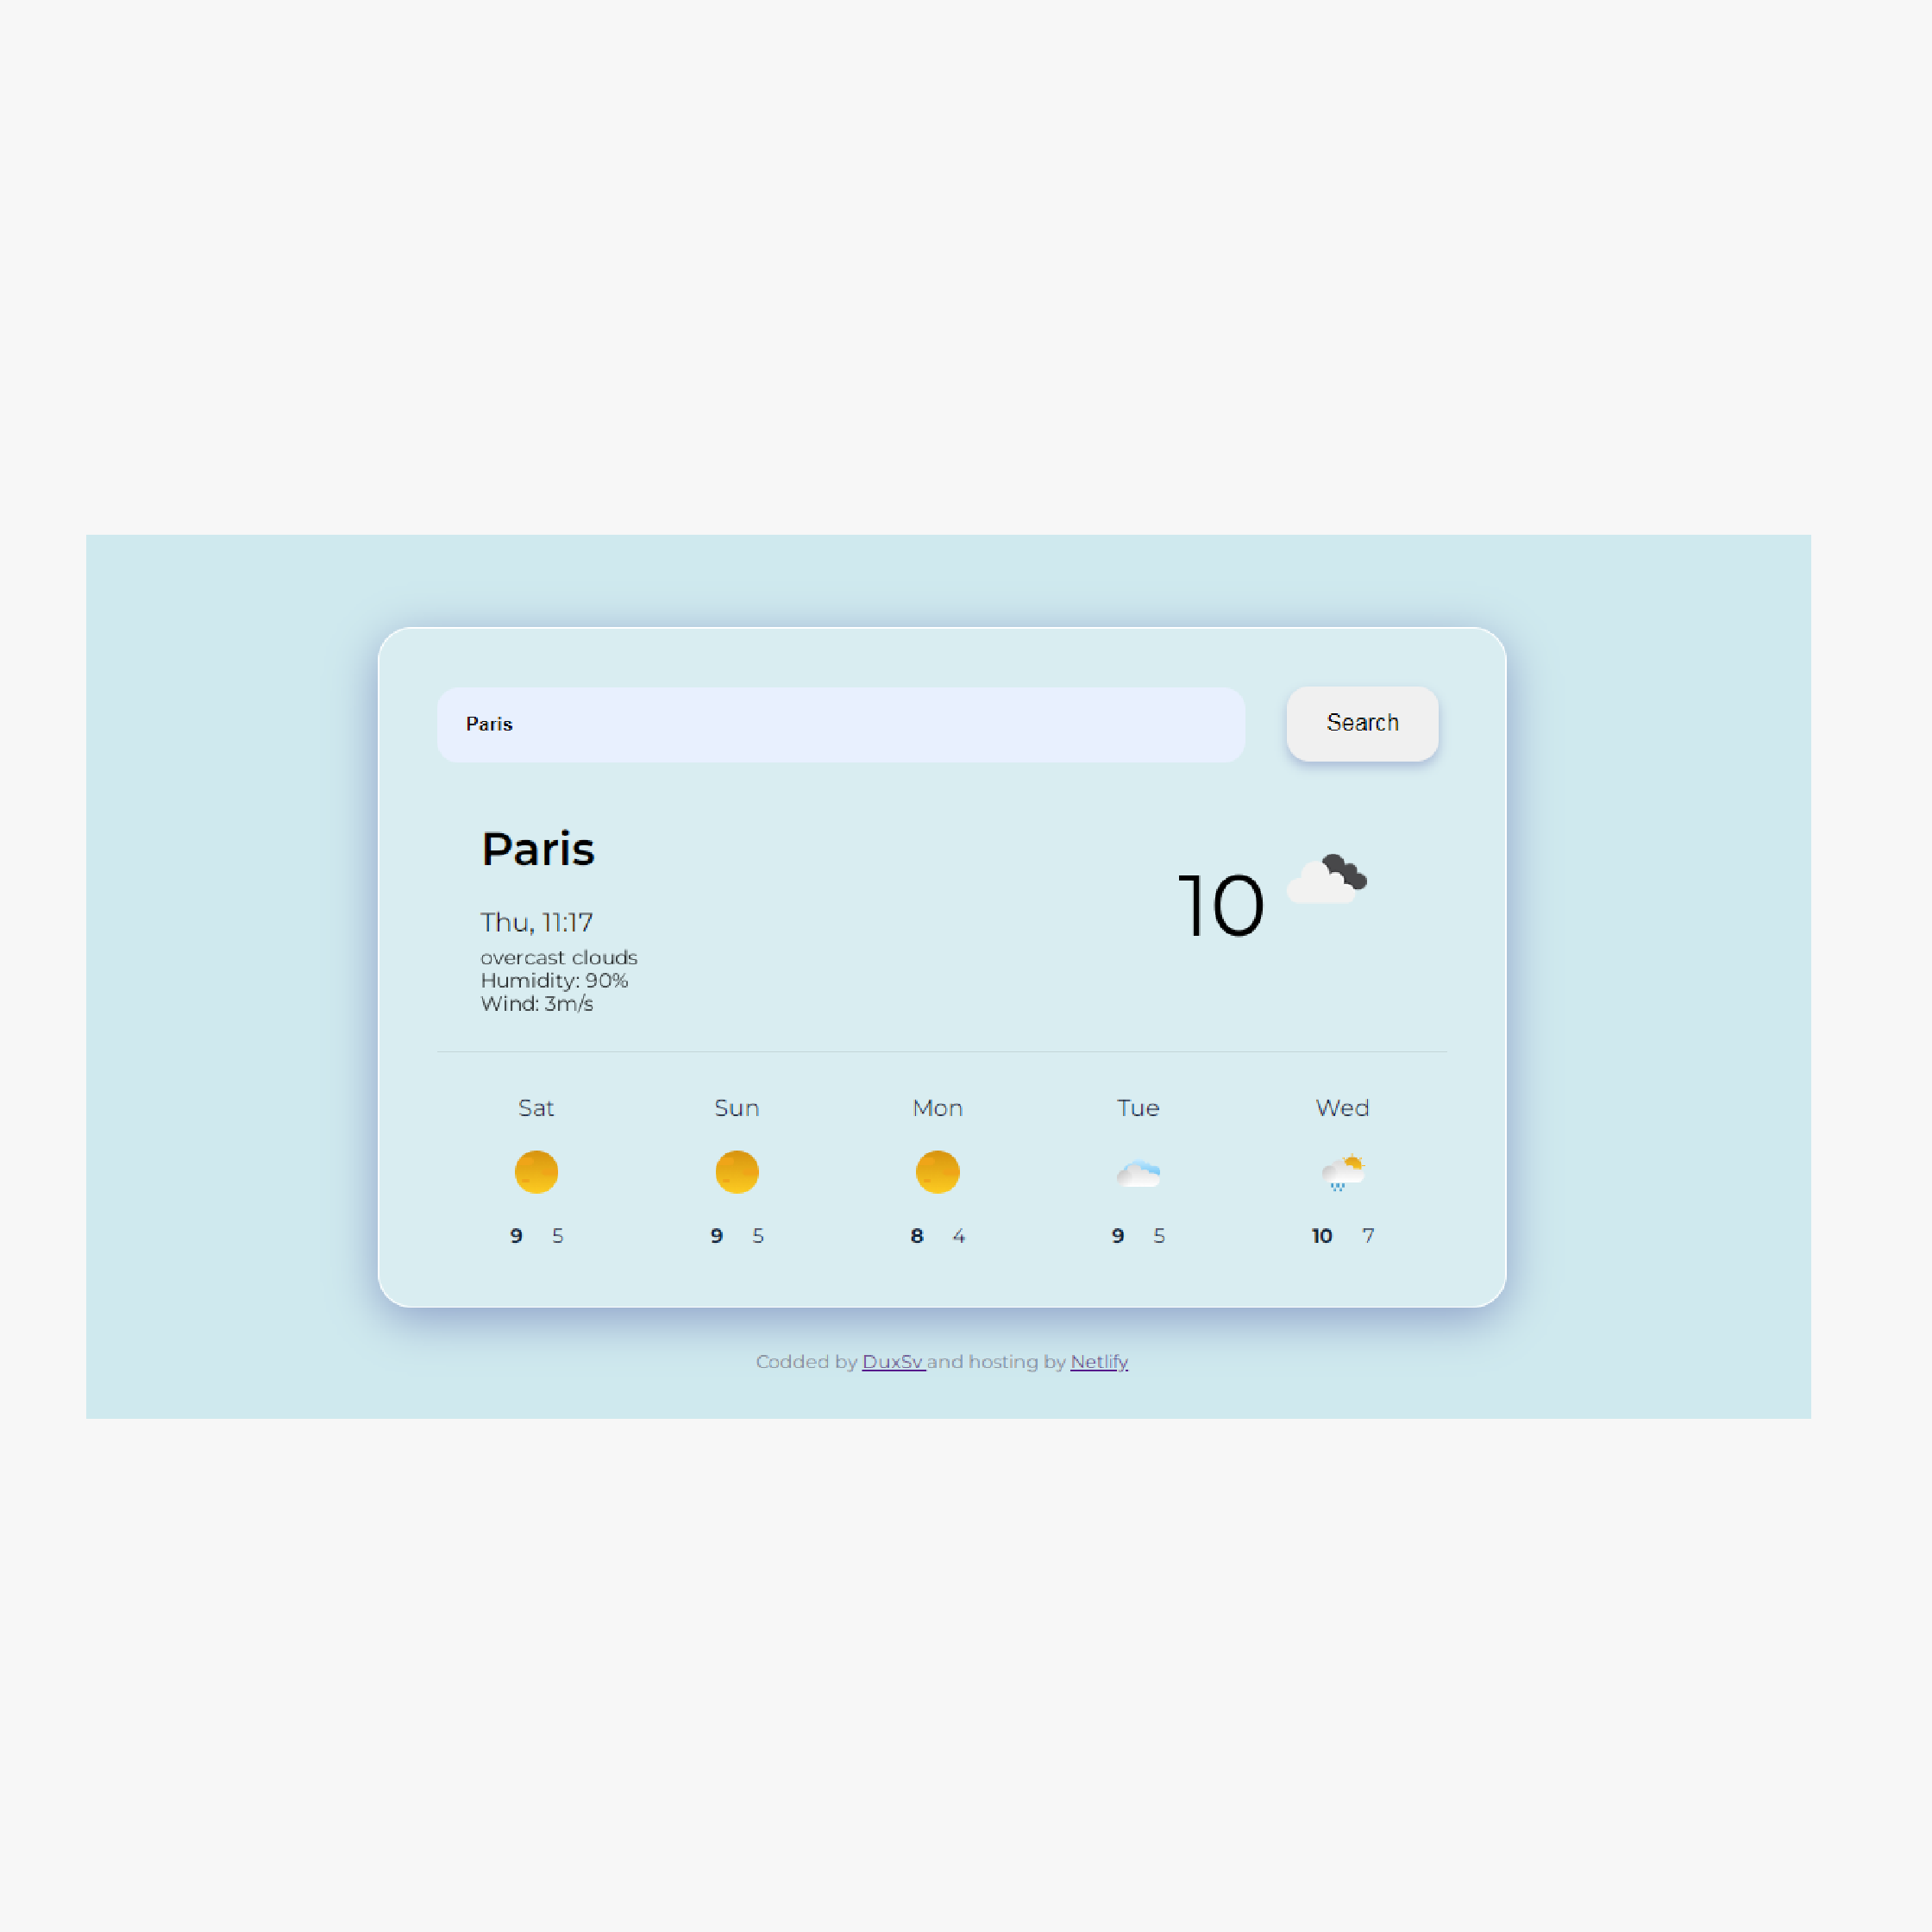 Paris
Search
Paris
10
Thu, 11:17
overcast clouds
Humidity: 90%
Wind: 3m/s
Sat Sun Mon Tue Wed
9 5 9 5 8 4 9 5 10 7
Codded by DuxSv and hosting by Netlify